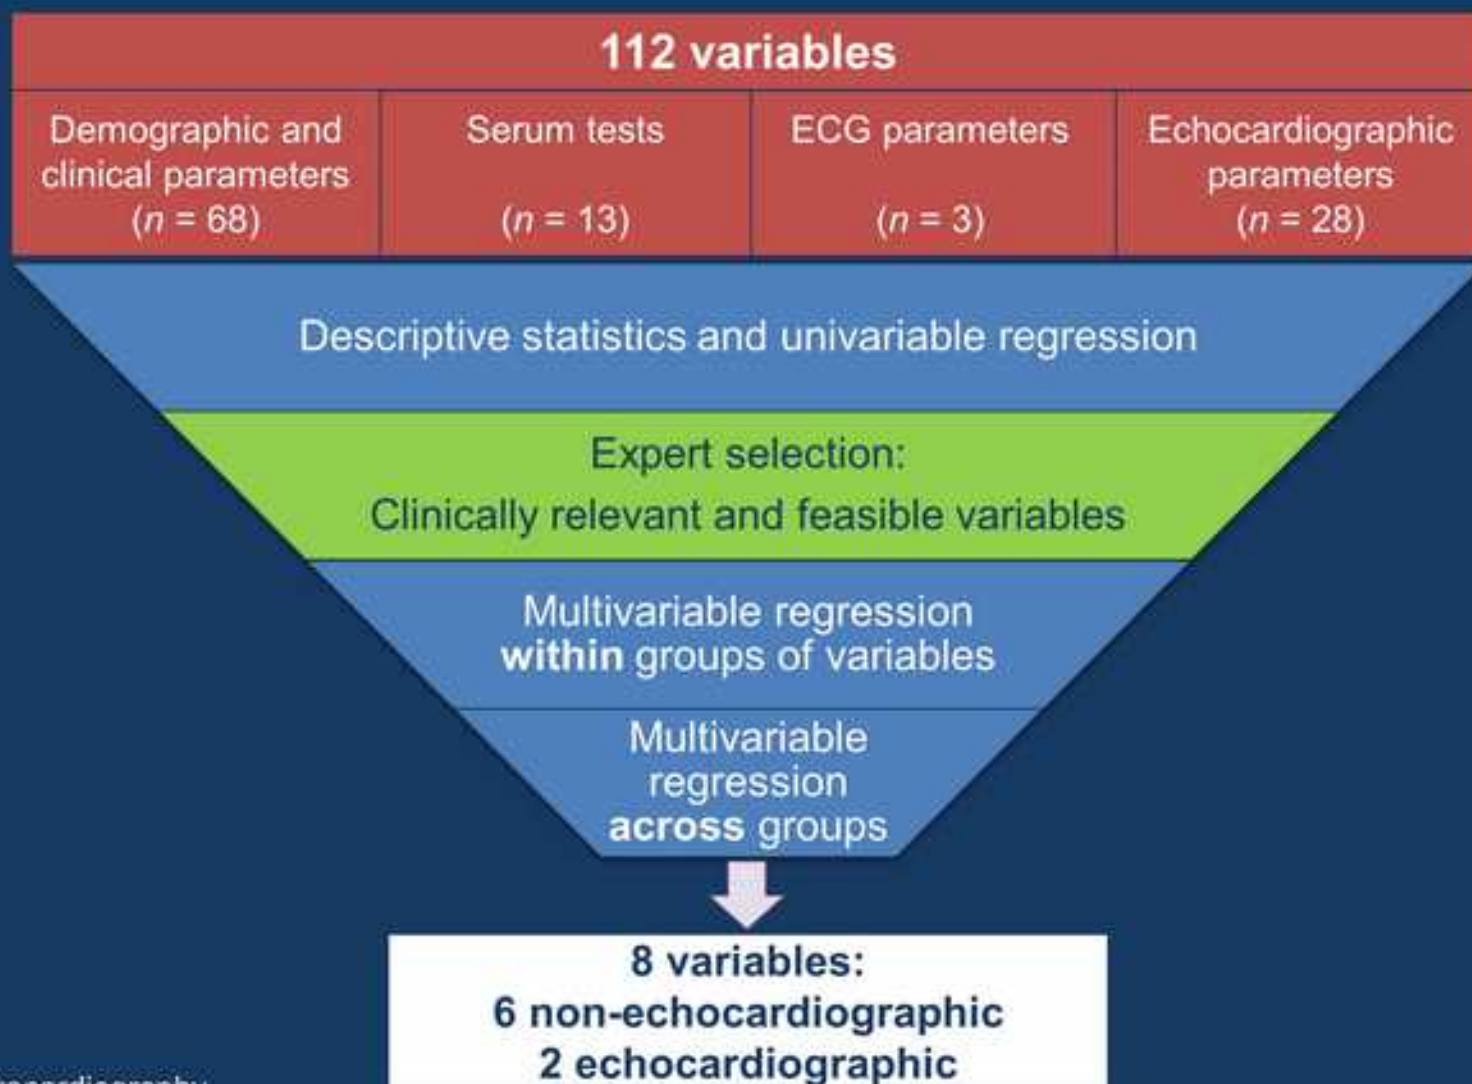 112 variables
Demographic and
clinical parameters
(n = 68)
Serum tests
(n = 13)
ECG parameters
(n = 3)
Echocardiographic
parameters
(n = 28)
Descriptive statistics and univariable regression
Expert selection:
Clinically relevant and feasible variables
Multivariable regression
within groups of variables
Multivariable
regression
across groups
8 variables:
6 non-echocardiographic
2 echocardiographic